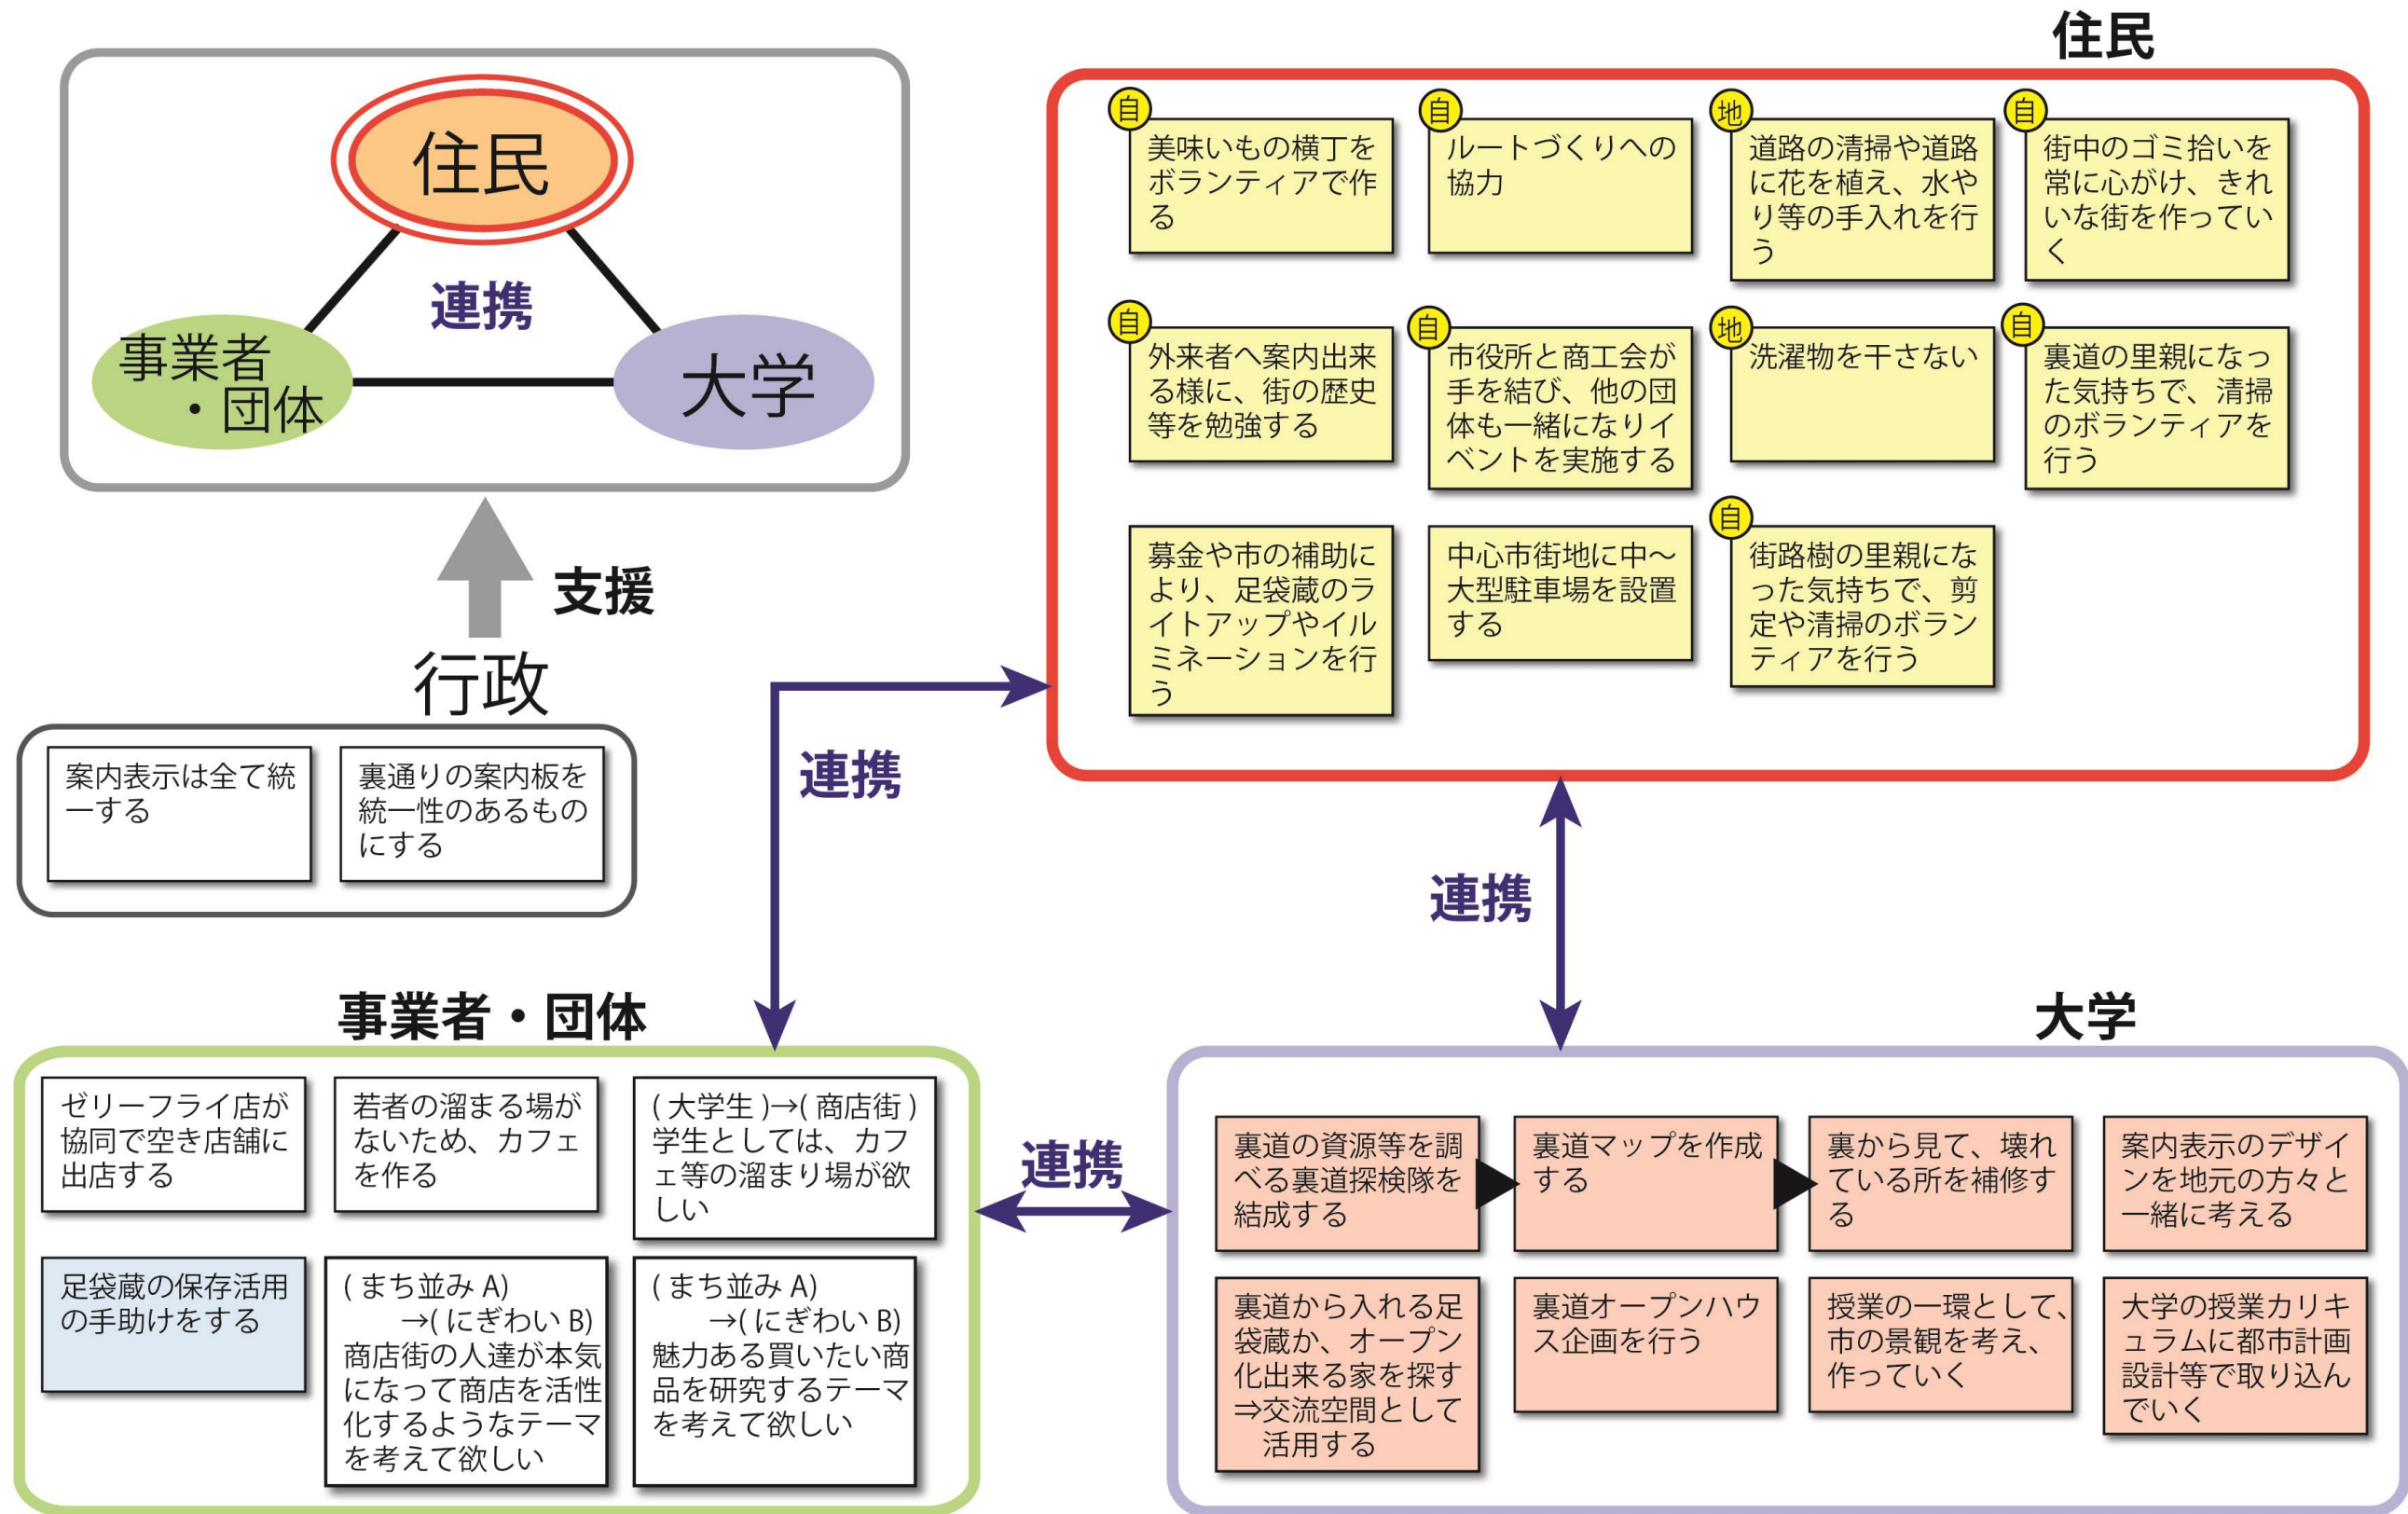 住民
連携
事業者
・団体
大学
支援
行政
案内表示は全て統
一する
裏通りの案内板を
統一性のあるもの
にする
住民
自
美味いもの横丁を
ボランティアで作
る
自
ルートづくりへの
協力
地
道路の清掃や道路
に花を植え、水や
り等の手入れを行
う
自
街中のゴミ拾いを
常に心がけ、きれ
いな街を作ってい
く
自
外来者へ案内出来
る様に、街の歴史
等を勉強する
自
市役所と商工会が
手を結び、他の団
体も一緒になりイ
ベントを実施する
地
洗濯物を干さない
自
裏道の里親になっ
た気持ちで、清掃
のボランティアを
行う
募金や市の補助に
より、足袋蔵のラ
イトアップやイル
ミネーションを行
う
中心市街地に中～
大型駐車場を設置
する
自
街路樹の里親にな
った気持ちで、剪
定や清掃のボラン
ティアを行う
連携
連携
事業者・団体
ゼリーフライ店が
協同で空き店舗に
出店する
若者の溜まる場が
ないため、カフェ
を作る
( 大学生 )→( 商店街 )
学生としては、カフ
ェ等の溜まり場が欲
しい
足袋蔵の保存活用
の手助けをする
( まち並み A)
→( にぎわい B)
商店街の人達が本気
になって商店を活性
化するようなテーマ
を考えて欲しい
( まち並み A)
→( にぎわい B)
魅力ある買いたい商
品を研究するテーマ
を考えて欲しい
連携
大学
裏道の資源等を調
べる裏道探検隊を
結成する
裏道マップを作成
する
裏から見て、壊れ
ている所を補修す
る
案内表示のデザイ
ンを地元の方々と
一緒に考える
裏道から入れる足
袋蔵か、オープン
化出来る家を探す
⇒交流空間として
活用する
裏道オープンハウ
ス企画を行う
授業の一環として、
市の景観を考え、
作っていく
大学の授業カリキ
ュラムに都市計画
設計等で取り込ん
でいく